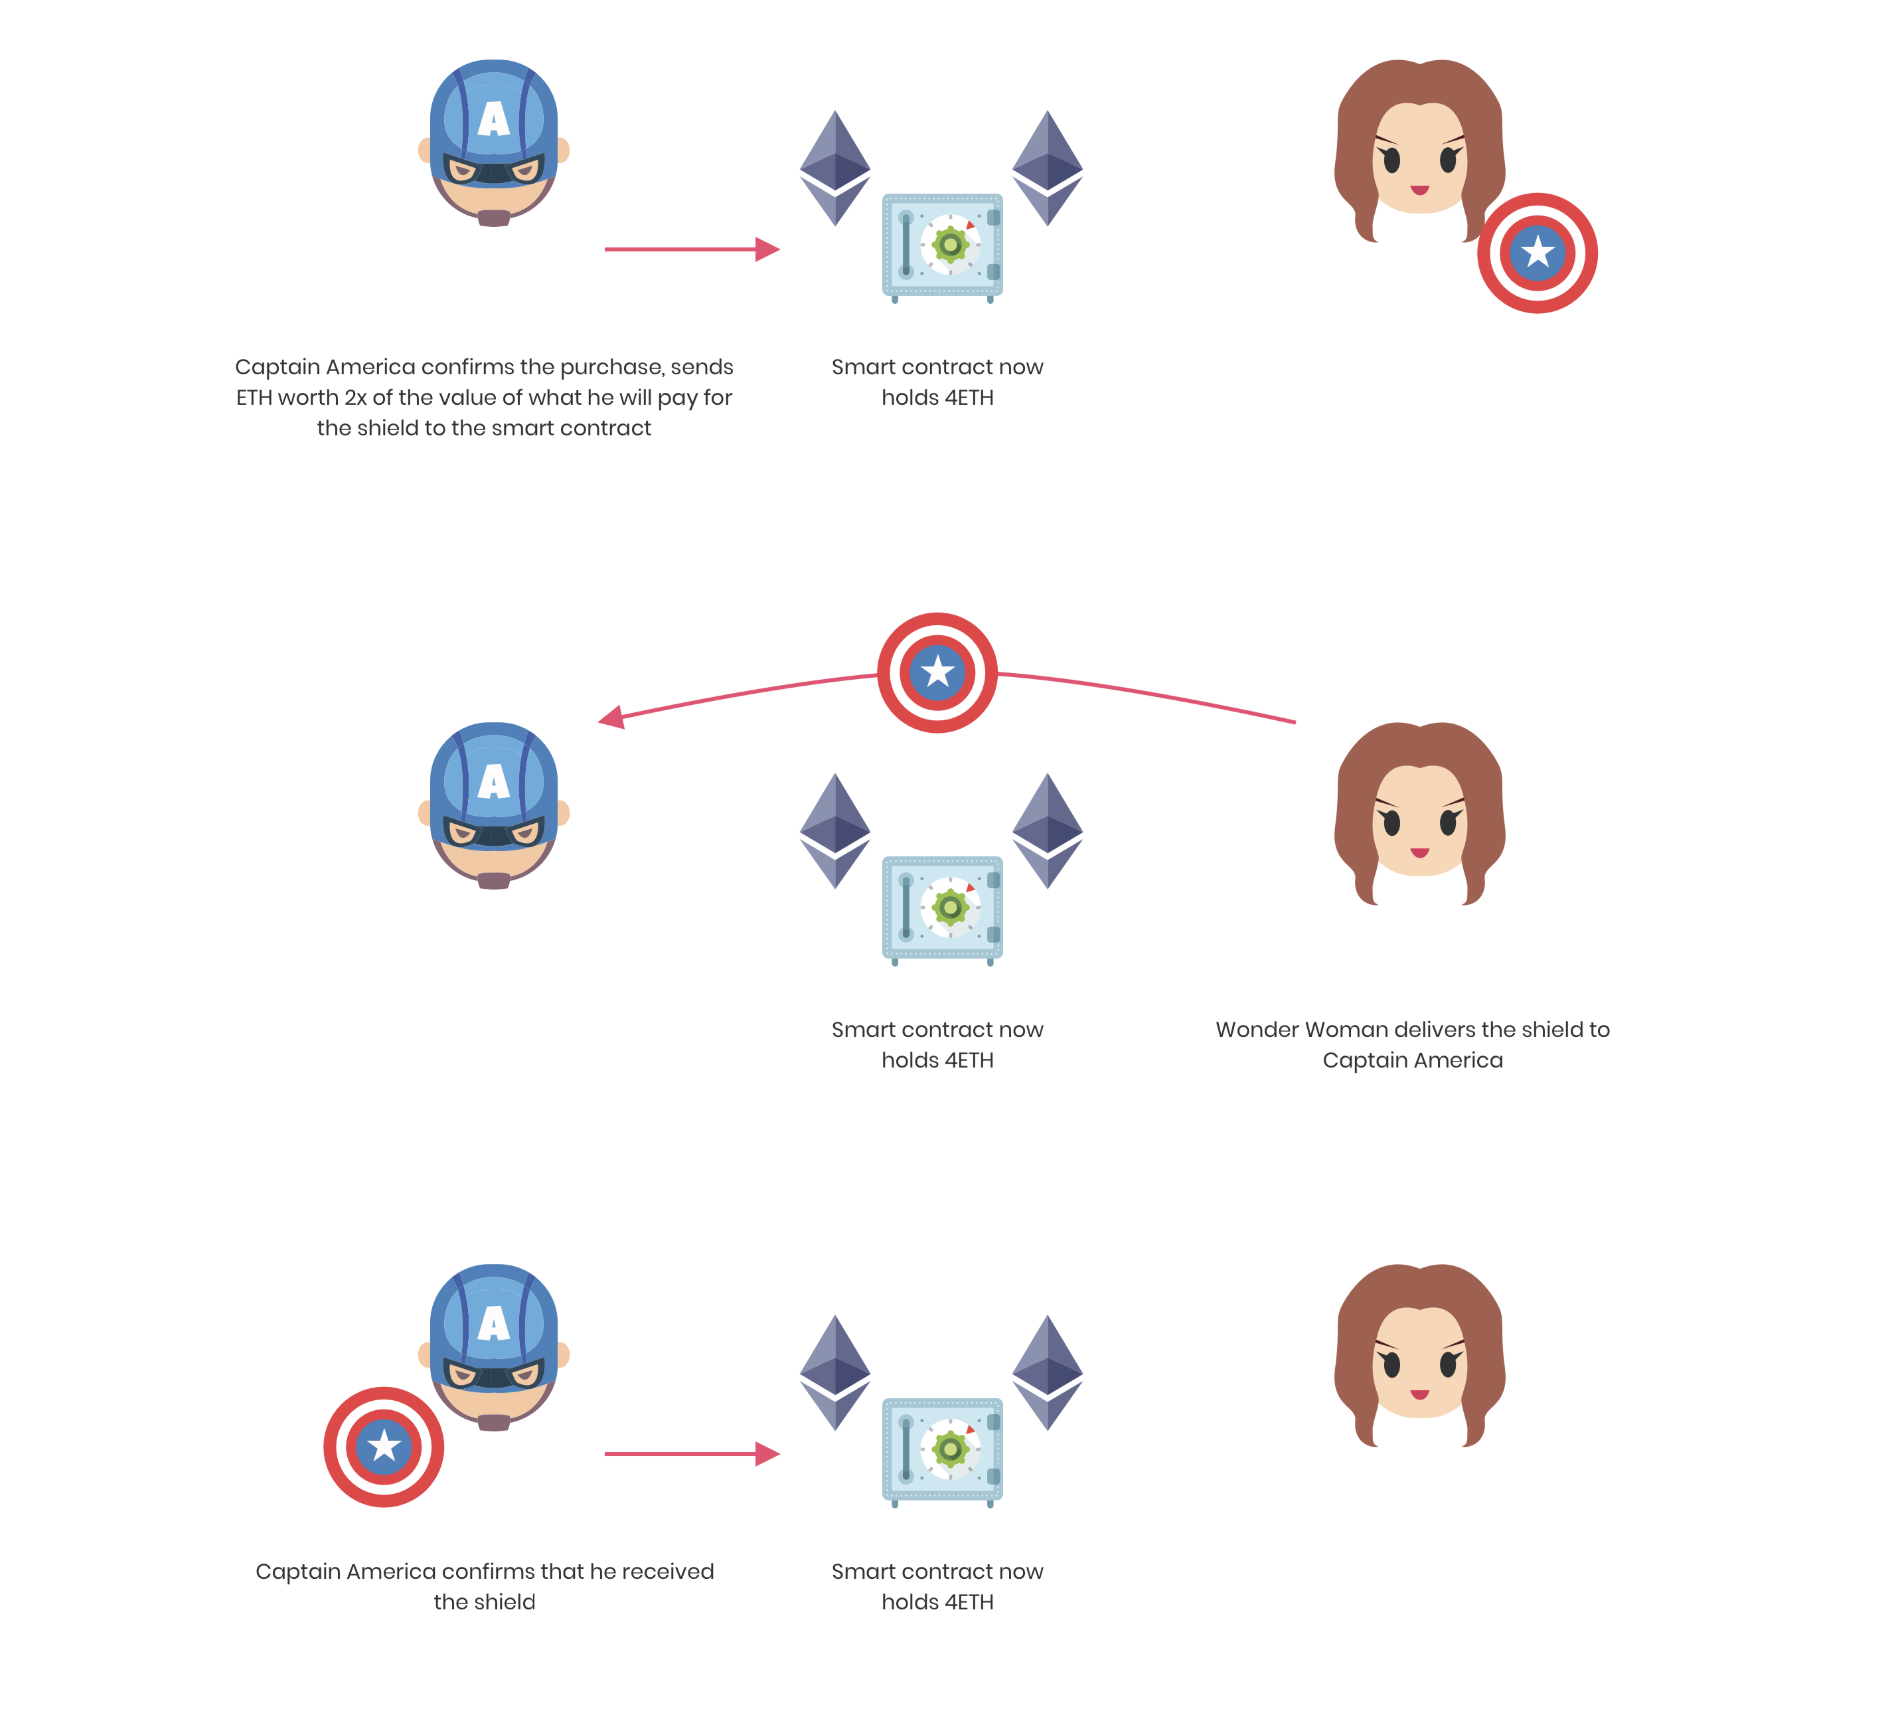 A
Captain America confirms the purchase, sends
ETH worth 2x of the value of what he will pay for
the shield to the smart contract
Smart contract now
holds 4ETH
A
Smart contract now
holds 4ETH
Wonder Woman delivers the shield to
Captain America
A
Captain America confirms that he received
the shield
Smart contract now
holds 4ETH